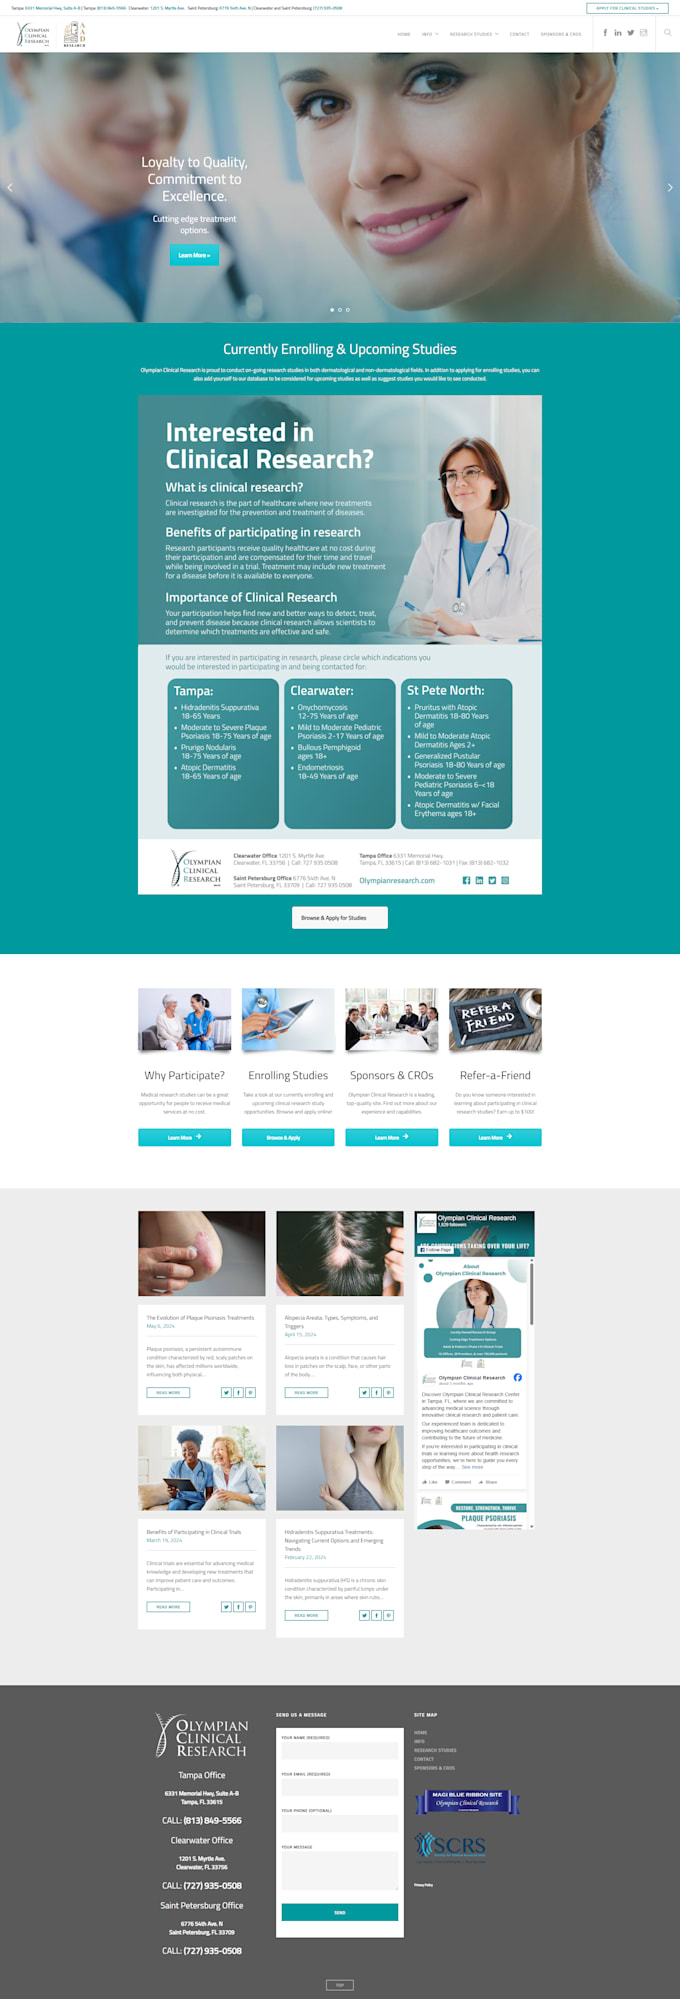 Tampa 6331 Memorial Hwy, Suite A-B | Tampa (813) 849-5566 Clearwater: 1201 S. Myrtle Ave. Saint Petersburg: 6776 54th Ave. N | Clearwater and Saint Petersburg (727) 935-0508
APPLY FOR CLINICAL STUDIES »
OLYMPIAN
CLINICAL
RESEARCH
RESEARCH
HOME INFO RESEARCH STUDIES CONTACT SPONSORS & CROS
Loyalty to Quality,
Commitment to
Excellence.
Cutting edge treatment
options.
Learn More »
Currently Enrolling & Upcoming Studies
Olympian Clinical Research is proud to conduct on-going research studies in both dermatological and non-dermatological fields. In addition to applying for enrolling studies, you can
also add yourself to our database to be considered for upcoming studies as well as suggest studies you would like to see conducted.
Interested in
Clinical Research?
What is clinical research?
Clinical research is the part of healthcare where new treatments
are investigated for the prevention and treatment of diseases.
Benefits of participating in research
Research participants receive quality healthcare at no cost during
their participation and are compensated for their time and travel
while being involved in a trial. Treatment may include new treatment
for a disease before it is available to everyone.
Importance of Clinical Research
Your participation helps find new and better ways to detect, treat,
and prevent disease because clinical research allows scientists to
determine which treatments are effective and safe.
If you are interested in participating in research, please circle which indications you
would be interested in participating in and being contacted for:
Tampa:
• Hidradenitis Suppurativa
18-65 Years
• Moderate to Severe Plaque
Psoriasis 18-75 Years of age
• Prurigo Nodularis
18-75 Years of age
• Atopic Dermatitis
18-65 Years of age
Clearwater:
• Onychomycosis
12-75 Years of age
• Mild to Moderate Pediatric
Psoriasis 2-17 Years of age
• Bullous Pemphigoid
ages 18+
• Endometriosis
18-49 Years of age
St Pete North:
• Pruritus with Atopic
Dermatitis 18-80 Years
of age
• Mild to Moderate Atopic
Dermatitis Ages 2+
• Generalized Pustular
Psoriasis 18-80 Years of age
• Moderate to Severe
Pediatric Psoriasis 6-<18
Years of age
• Atopic Dermatitis w/ Facial
Erythema ages 18+
OLYMPIAN
CLINICAL
RESEARCH
Clearwater Office 1201 S. Myrtle Ave
Clearwater, FL 33756 | Call: 727 935 0508
Saint Petersburg Office 6776 54th Ave. N
Saint Petersburg, FL 33709 | Call: 727 935 0508
Tampa Office 6331 Memorial Hwy,
Tampa, FL 33615 | Call: (813) 682-1031 | Fax: (813) 682-1032
Olympianresearch.com
Browse & Apply for Studies
REFER A
FRIEND
Why Participate?
Medical research studies can be a great
opportunity for people to receive medical
services at no cost.
Learn More →
Enrolling Studies
Take a look at our currently enrolling and
upcoming clinical research study
opportunities. Browse and apply online!
Browse & Apply
Sponsors & CROs
Olympian Clinical Research is a leading,
top-quality site. Find out more about our
experience and capabilities.
Learn More →
Refer-a-Friend
Do you know someone interested in
learning about participating in clinical
research studies? Earn up to $100!
Learn More →
The Evolution of Plaque Psoriasis Treatments
May 6, 2024
Plaque psoriasis, a persistent autoimmune
condition characterized by red, scaly patches on
the skin, has affected millions worldwide,
influencing both physical...
READ MORE
Alopecia Areata: Types, Symptoms, and
Triggers
April 15, 2024
Alopecia areata is a condition that causes hair
loss in patches on the scalp, face, or other parts
of the body....
READ MORE
Benefits of Participating in Clinical Trials
March 19, 2024
Clinical trials are essential for advancing medical
knowledge and developing new treatments that
can improve patient care and outcomes.
Participating in...
READ MORE
Hidradenitis Suppurativa Treatments:
Navigating Current Options and Emerging
Trends
February 22, 2024
Hidradenitis suppurativa (HS) is a chronic skin
condition characterized by painful lumps under
the skin, primarily in areas where skin rubs...
READ MORE
Olympian Clinical Research
1,020 followers
TAKING OVER YOUR LIFE?
Follow Page
About
Olympian Clinical Research
Olympian Clinical Research
about 3 months ago
Discover Olympian Clinical Research Center
in Tampa, FL, where we are committed to
advancing medical science through
innovative clinical research and patient care.
Our experienced team is dedicated to
improving healthcare outcomes and
contributing to the future of medicine.
If you're interested in participating in clinical
trials or learning more about health research
opportunities, we're here to guide you every
step of the way.... See more
Like Comment Share
RESTORE, STRENGTHEN, THRIVE
PLAQUE PSORIASIS
OLYMPIAN
CLINICAL
RESEARCH
Tampa Office
6331 Memorial Hwy, Suite A-B
Tampa, FL 33615
CALL: (813) 849-5566
Clearwater Office
1201 S. Myrtle Ave.
Clearwater, FL 33756
CALL: (727) 935-0508
Saint Petersburg Office
6776 54th Ave. N
Saint Petersburg, FL 33709
CALL: (727) 935-0508
SEND US A MESSAGE
YOUR NAME (REQUIRED)
YOUR EMAIL (REQUIRED)
YOUR PHONE (OPTIONAL)
YOUR MESSAGE
SEND
SITE MAP
HOME
INFO
RESEARCH STUDIES
CONTACT
SPONSORS & CROS
MAGI BLUE RIBBON SITE
Olympian Clinical Research
SCRS
Privacy Policy
TOP